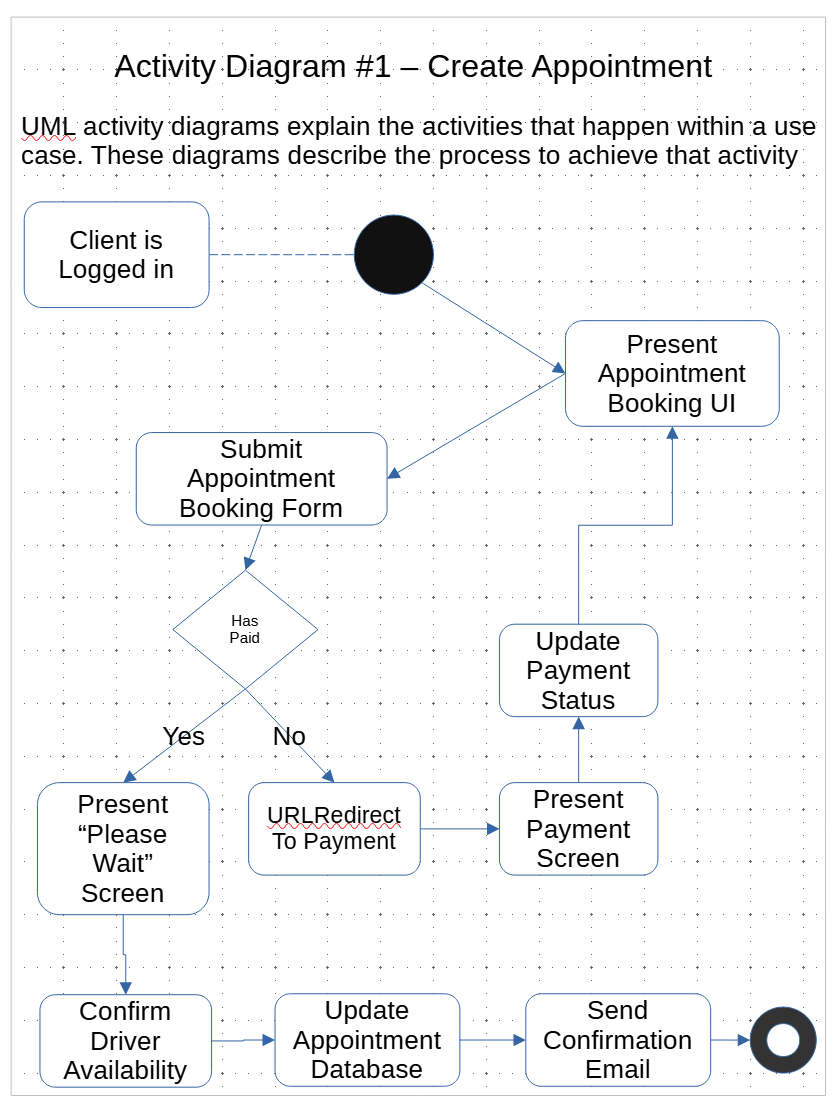 Activity Diagram #1 – Create Appointment
UML activity diagrams explain the activities that happen within a use
case. These diagrams describe the process to achieve that activity
Client is
Logged in
Present
Appointment
Booking UI
Submit
Appointment
Booking Form
Has
Paid
Update
Payment
Status
Yes
No
Present
“Please
Wait”
Screen
URLRedirect
To Payment
Present
Payment
Screen
Confirm
Driver
Availability
Update
Appointment
Database
Send
Confirmation
Email